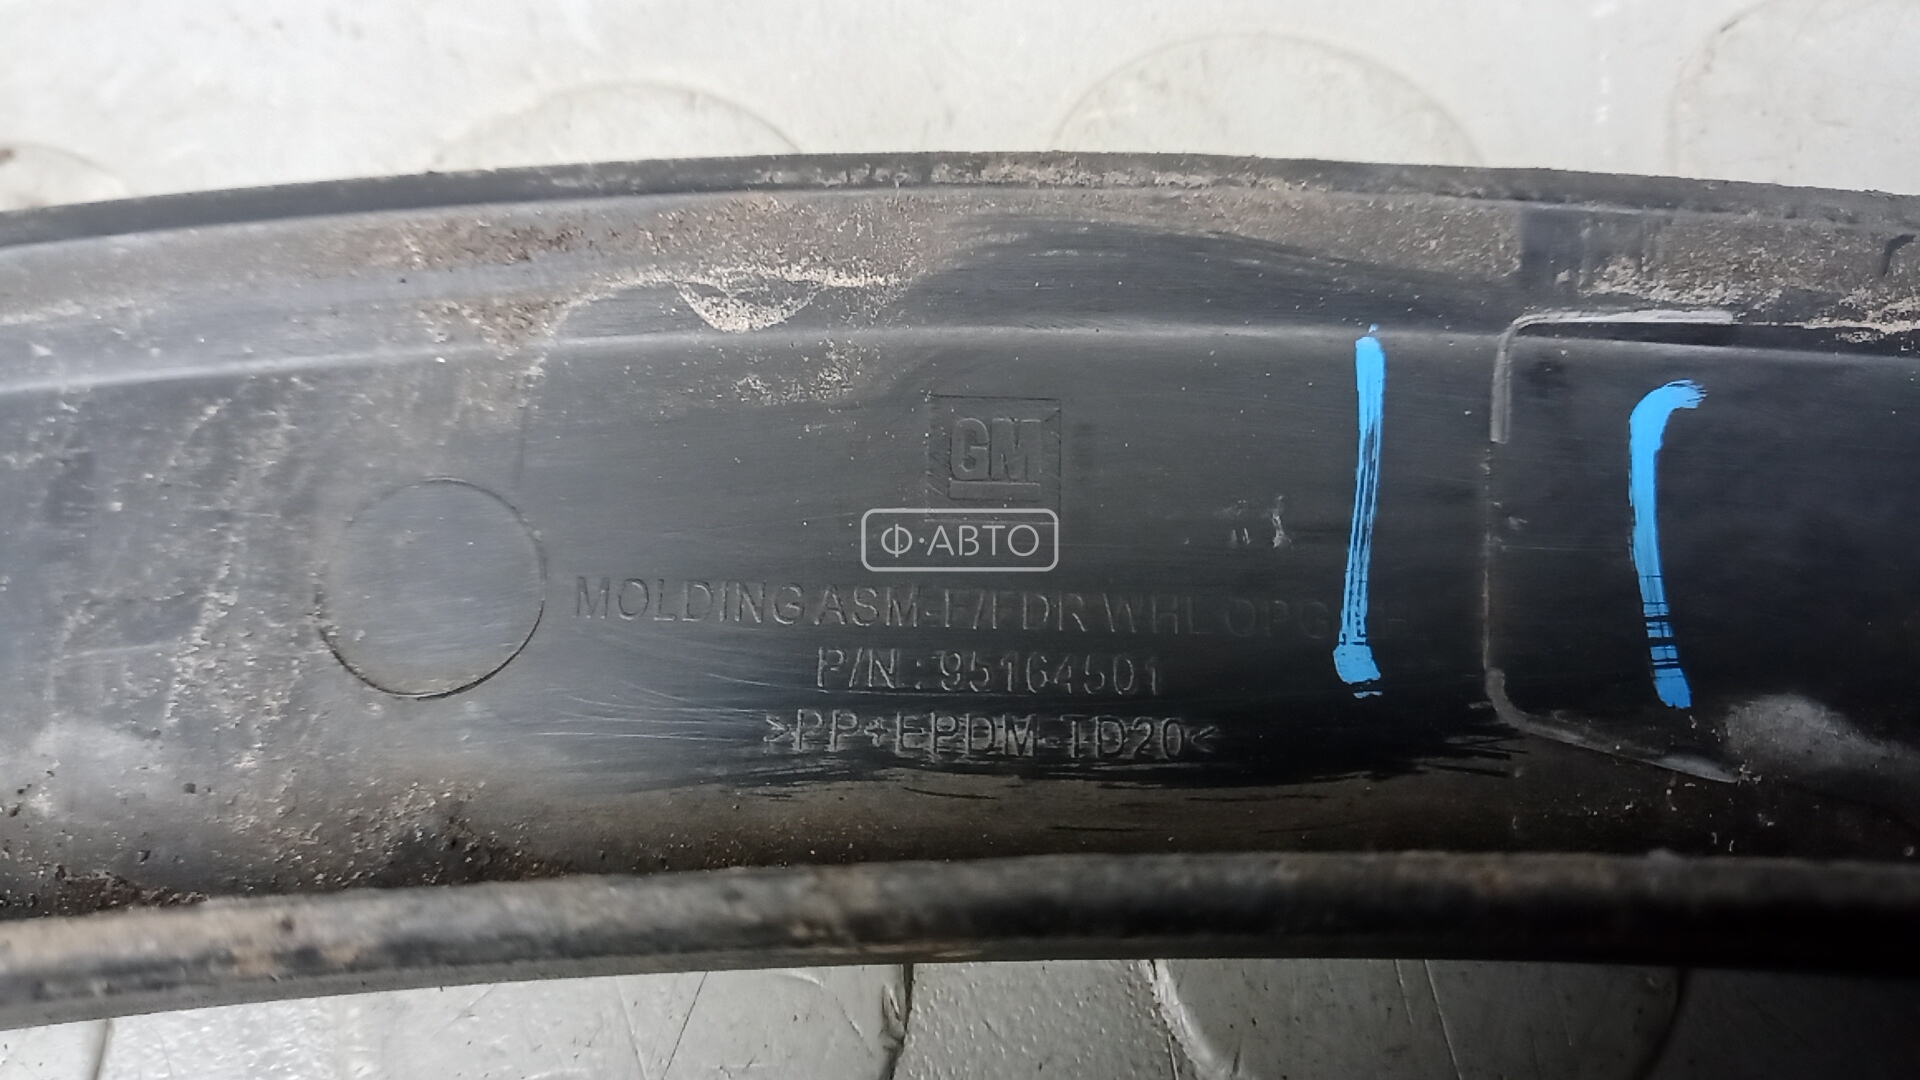 GM
Ф·АВТО
MOLDING ASM-F/FDR WHL OPG
P/N.: 95164501
>PP+EPDM-TD20<